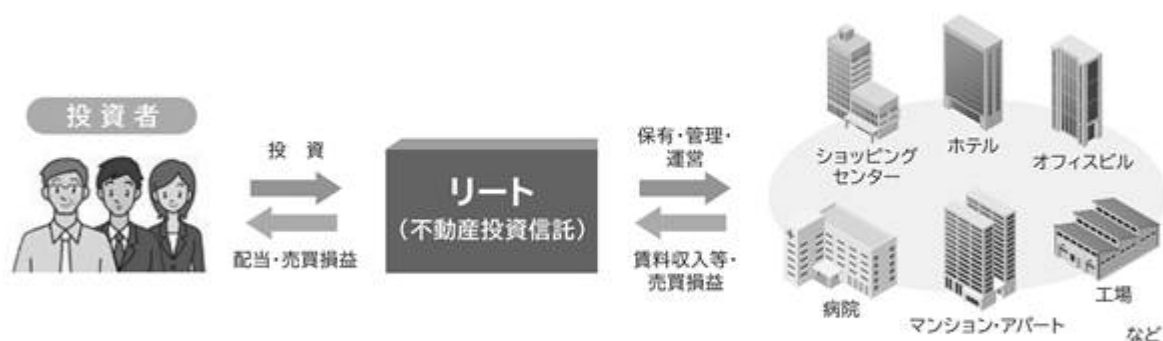 投資者
投 資
配当・売買損益
リート
(不動産投資信託)
保有・管理・
運営
賃料収入等・
売買損益
ショッピング
センター
ホテル
オフィスビル
病院
マンション・アパート
工場
など